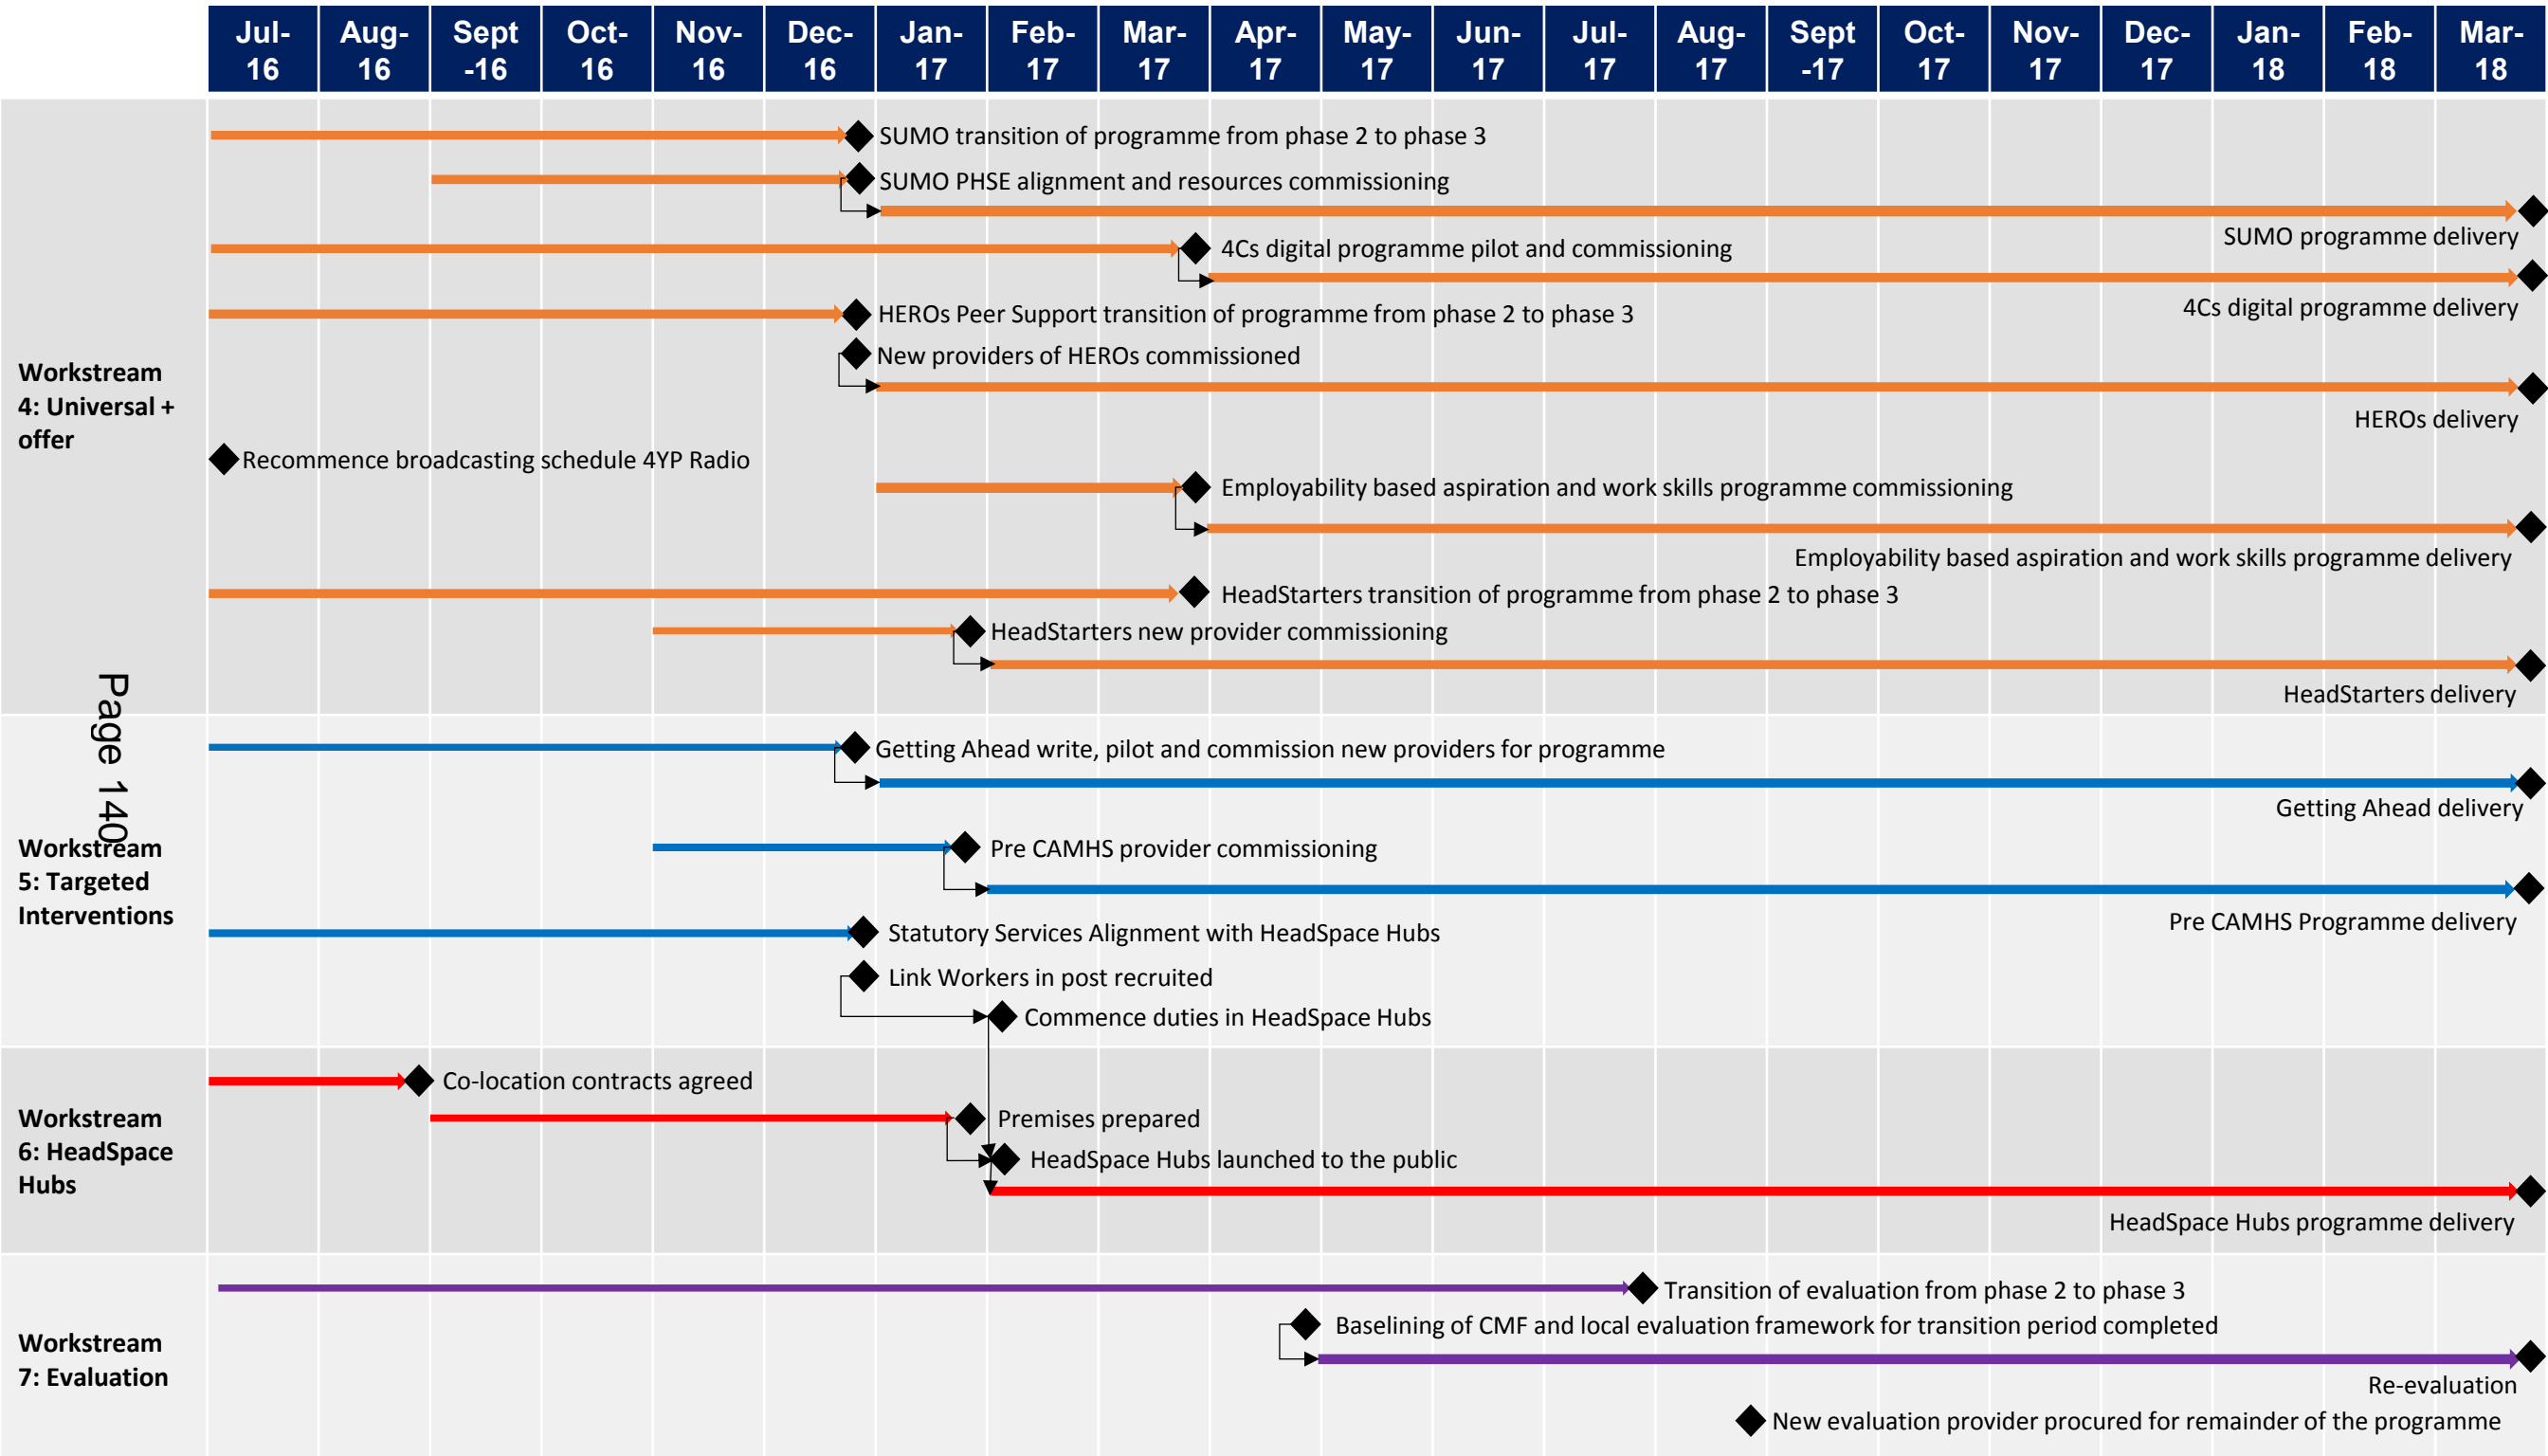 Jul-
16
Aug-
16
Sept
-16
Oct-
16
Nov-
16
Dec-
16
Jan-
17
Feb-
17
Mar-
17
Apr-
17
May-
17
Jun-
17
Jul-
17
Aug-
17
Sept
-17
Oct-
17
Nov-
17
Dec-
17
Jan-
18
Feb-
18
Mar-
18
Workstream
4: Universal +
offer
SUMO transition of programme from phase 2 to phase 3
SUMO PHSE alignment and resources commissioning
SUMO programme delivery
4Cs digital programme pilot and commissioning
4Cs digital programme delivery
HEROs Peer Support transition of programme from phase 2 to phase 3
New providers of HEROs commissioned
HEROs delivery
Recommence broadcasting schedule 4YP Radio
Employability based aspiration and work skills programme commissioning
Employability based aspiration and work skills programme delivery
HeadStarters transition of programme from phase 2 to phase 3
HeadStarters new provider commissioning
HeadStarters delivery
Page 140
Workstream
5: Targeted
Interventions
Getting Ahead write, pilot and commission new providers for programme
Getting Ahead delivery
Pre CAMHS provider commissioning
Pre CAMHS Programme delivery
Statutory Services Alignment with HeadSpace Hubs
Link Workers in post recruited
Commence duties in HeadSpace Hubs
Workstream
6: HeadSpace
Hubs
Co-location contracts agreed
Premises prepared
HeadSpace Hubs launched to the public
HeadSpace Hubs programme delivery
Workstream
7: Evaluation
Transition of evaluation from phase 2 to phase 3
Baselining of CMF and local evaluation framework for transition period completed
Re-evaluation
New evaluation provider procured for remainder of the programme